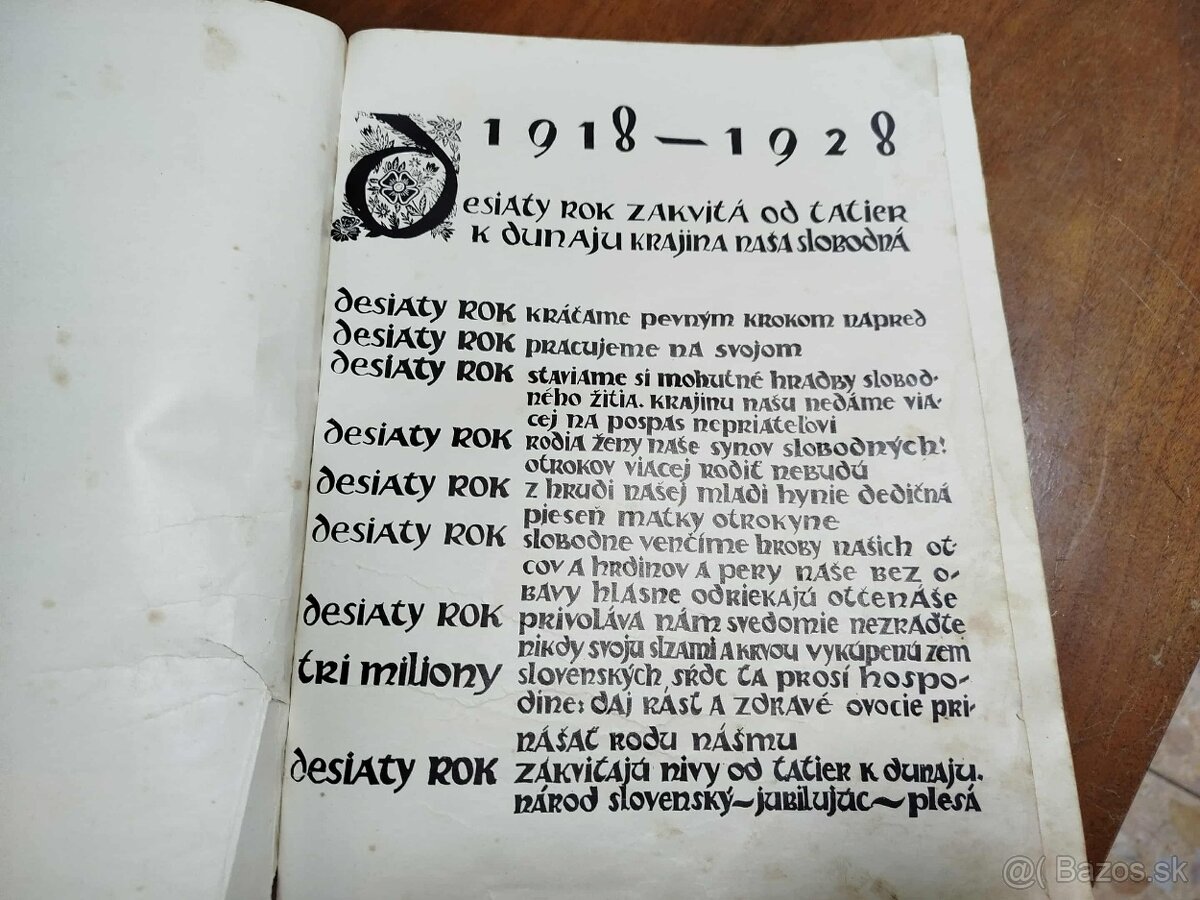 1918 — 1928
Desiaty rok zakvitá od Tatier
k Dunaju krajina naša slobodná
desiaty rok kráčame pevným krokom napred
desiaty rok pracujeme na svojom
desiaty rok staviame si mohutné hradby slobod-
ného žitia. krajinu našu nedáme via-
cej na pospas nepriateľovi
desiaty rok rodia ženy naše synov slobodných!
otrokov viacej rodiť nebudú
desiaty rok z hrudi našej mladi hynie dedičná
pieseň matky otrokyne
desiaty rok slobodne venčíme hroby našich ot-
cov a hrdinov a pery naše bez o-
bavy hlasne odriekajú otčenáše
desiaty rok privoláva nám svedomie nezraďte
nikdy svoju slzami a krvou vykúpenú zem
tri miliony slovenských sŕdc ťa prosí hospo-
dine: daj rásť a zdravé ovocie pri-
nášať rodu nášmu
desiaty rok zakvitajú nivy od Tatier k Dunaju.
národ slovenský~jubilujúc~plesá
@( Bazos.sk